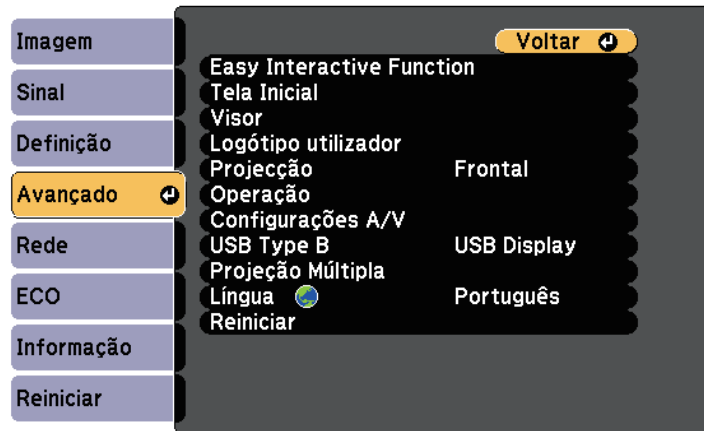 Imagem
Sinal
Definição
Avançado
Rede
ECO
Informação
Reiniciar
Voltar
Easy Interactive Function
Tela Inicial
Visor
Logótipo utilizador
Projecção Frontal
Operação
Configurações A/V
USB Type B USB Display
Projeção Múltipla
Língua Português
Reiniciar